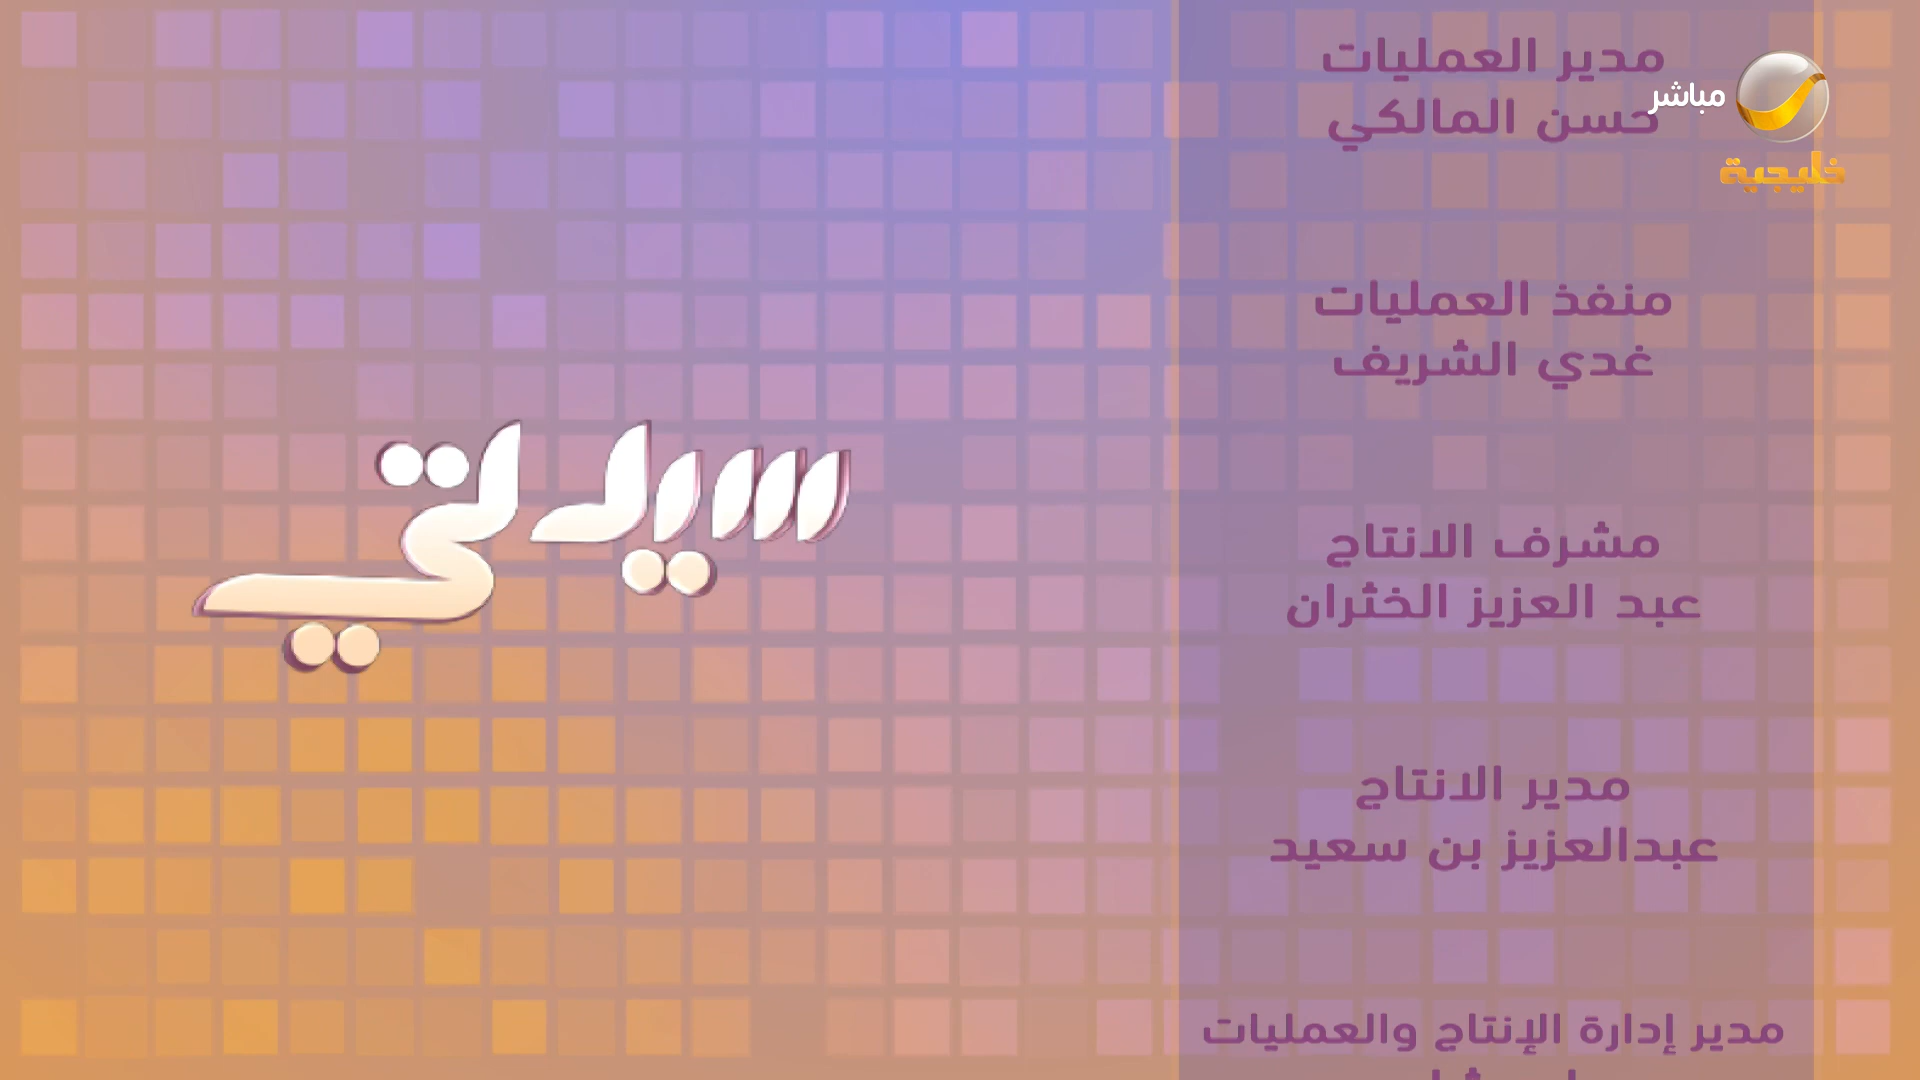 مدير العمليات
حسن المالكي
مباشر
خليجية
منفذ العمليات
غدي الشريف
سيدتي
مشرف الانتاج
عبد العزيز الخثران
مدير الانتاج
عبدالعزيز بن سعيد
مدير إدارة الإنتاج والعمليات